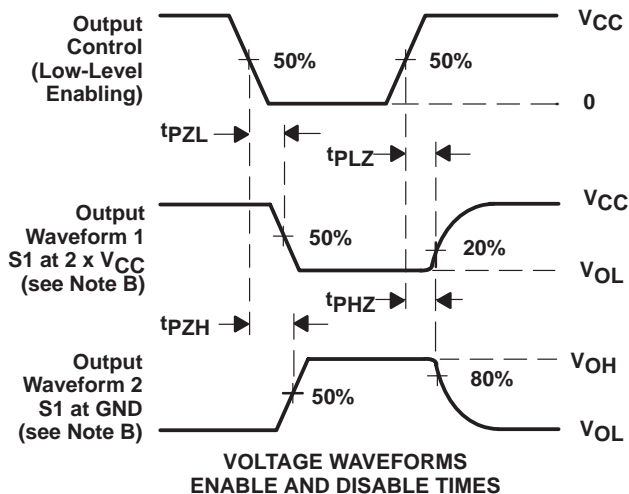 Output
Control
(Low-Level
Enabling)
50%
50%
VCC
0
tPZL
tPLZ
Output
Waveform 1
S1 at 2 x VCC
(see Note B)
50%
20%
VCC
VOL
tPZH
tPHZ
Output
Waveform 2
S1 at GND
(see Note B)
50%
80%
VOH
VOL
VOLTAGE WAVEFORMS
ENABLE AND DISABLE TIMES